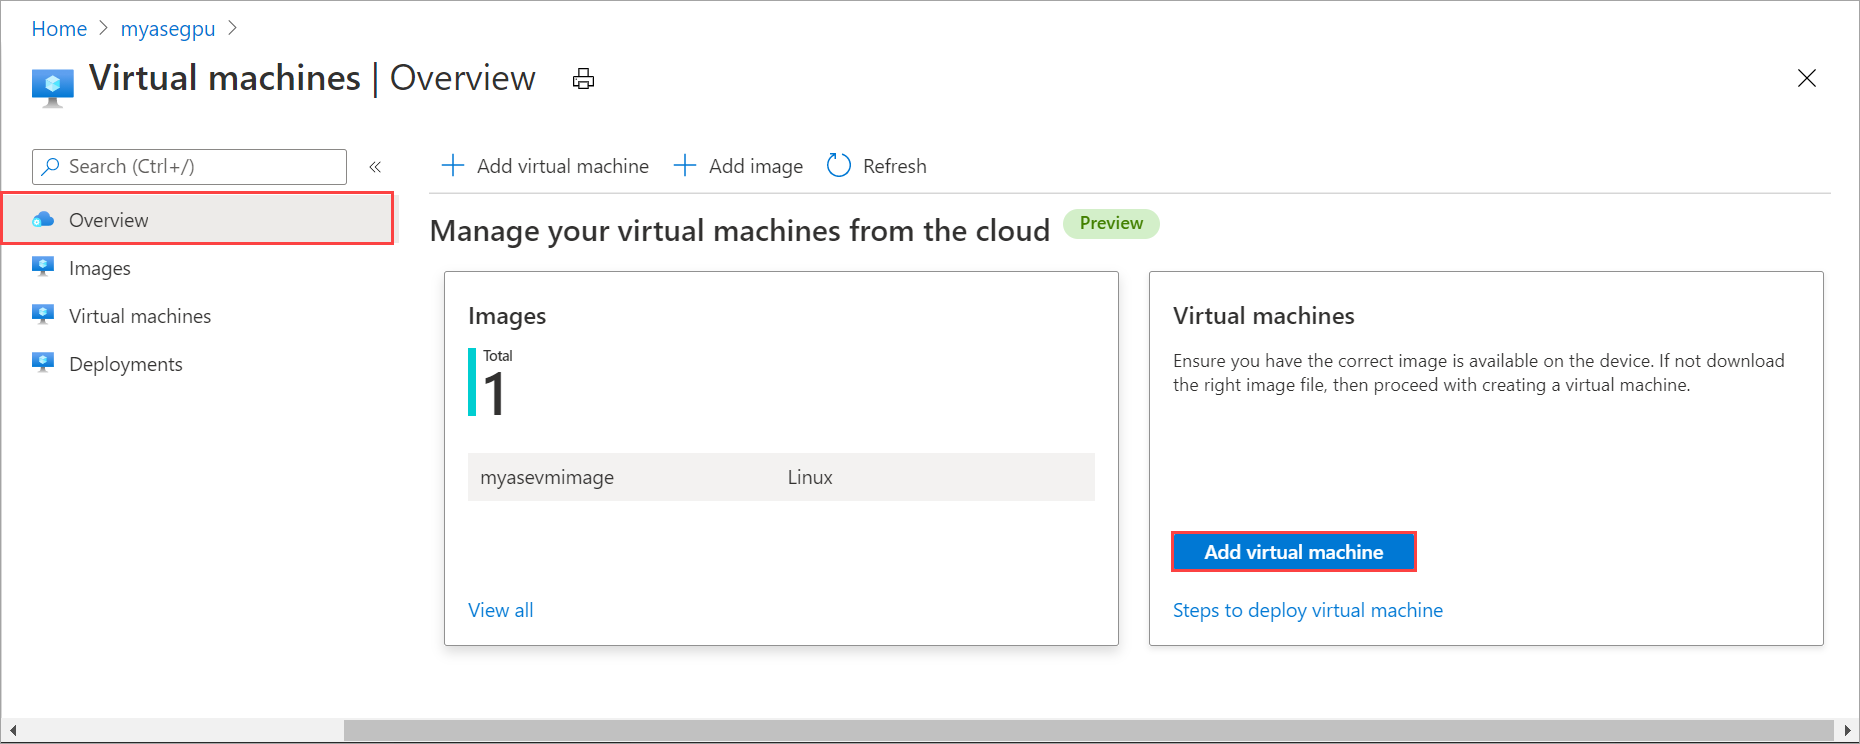 Home > myasegpu >
Virtual machines | Overview
Search (Ctrl+/)
«
Add virtual machine
Add image
Refresh
Overview
Images
Virtual machines
Deployments
Manage your virtual machines from the cloud
Preview
Images
Total
1
myasevmimage Linux
View all
Virtual machines
Ensure you have the correct image is available on the device. If not download
the right image file, then proceed with creating a virtual machine.
Add virtual machine
Steps to deploy virtual machine